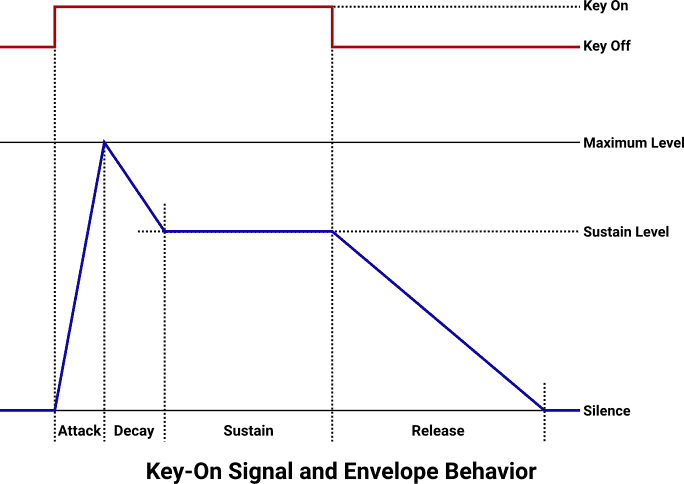 Key On
Key Off
Maximum Level
Sustain Level
Silence
Attack Decay Sustain Release
Key-On Signal and Envelope Behavior